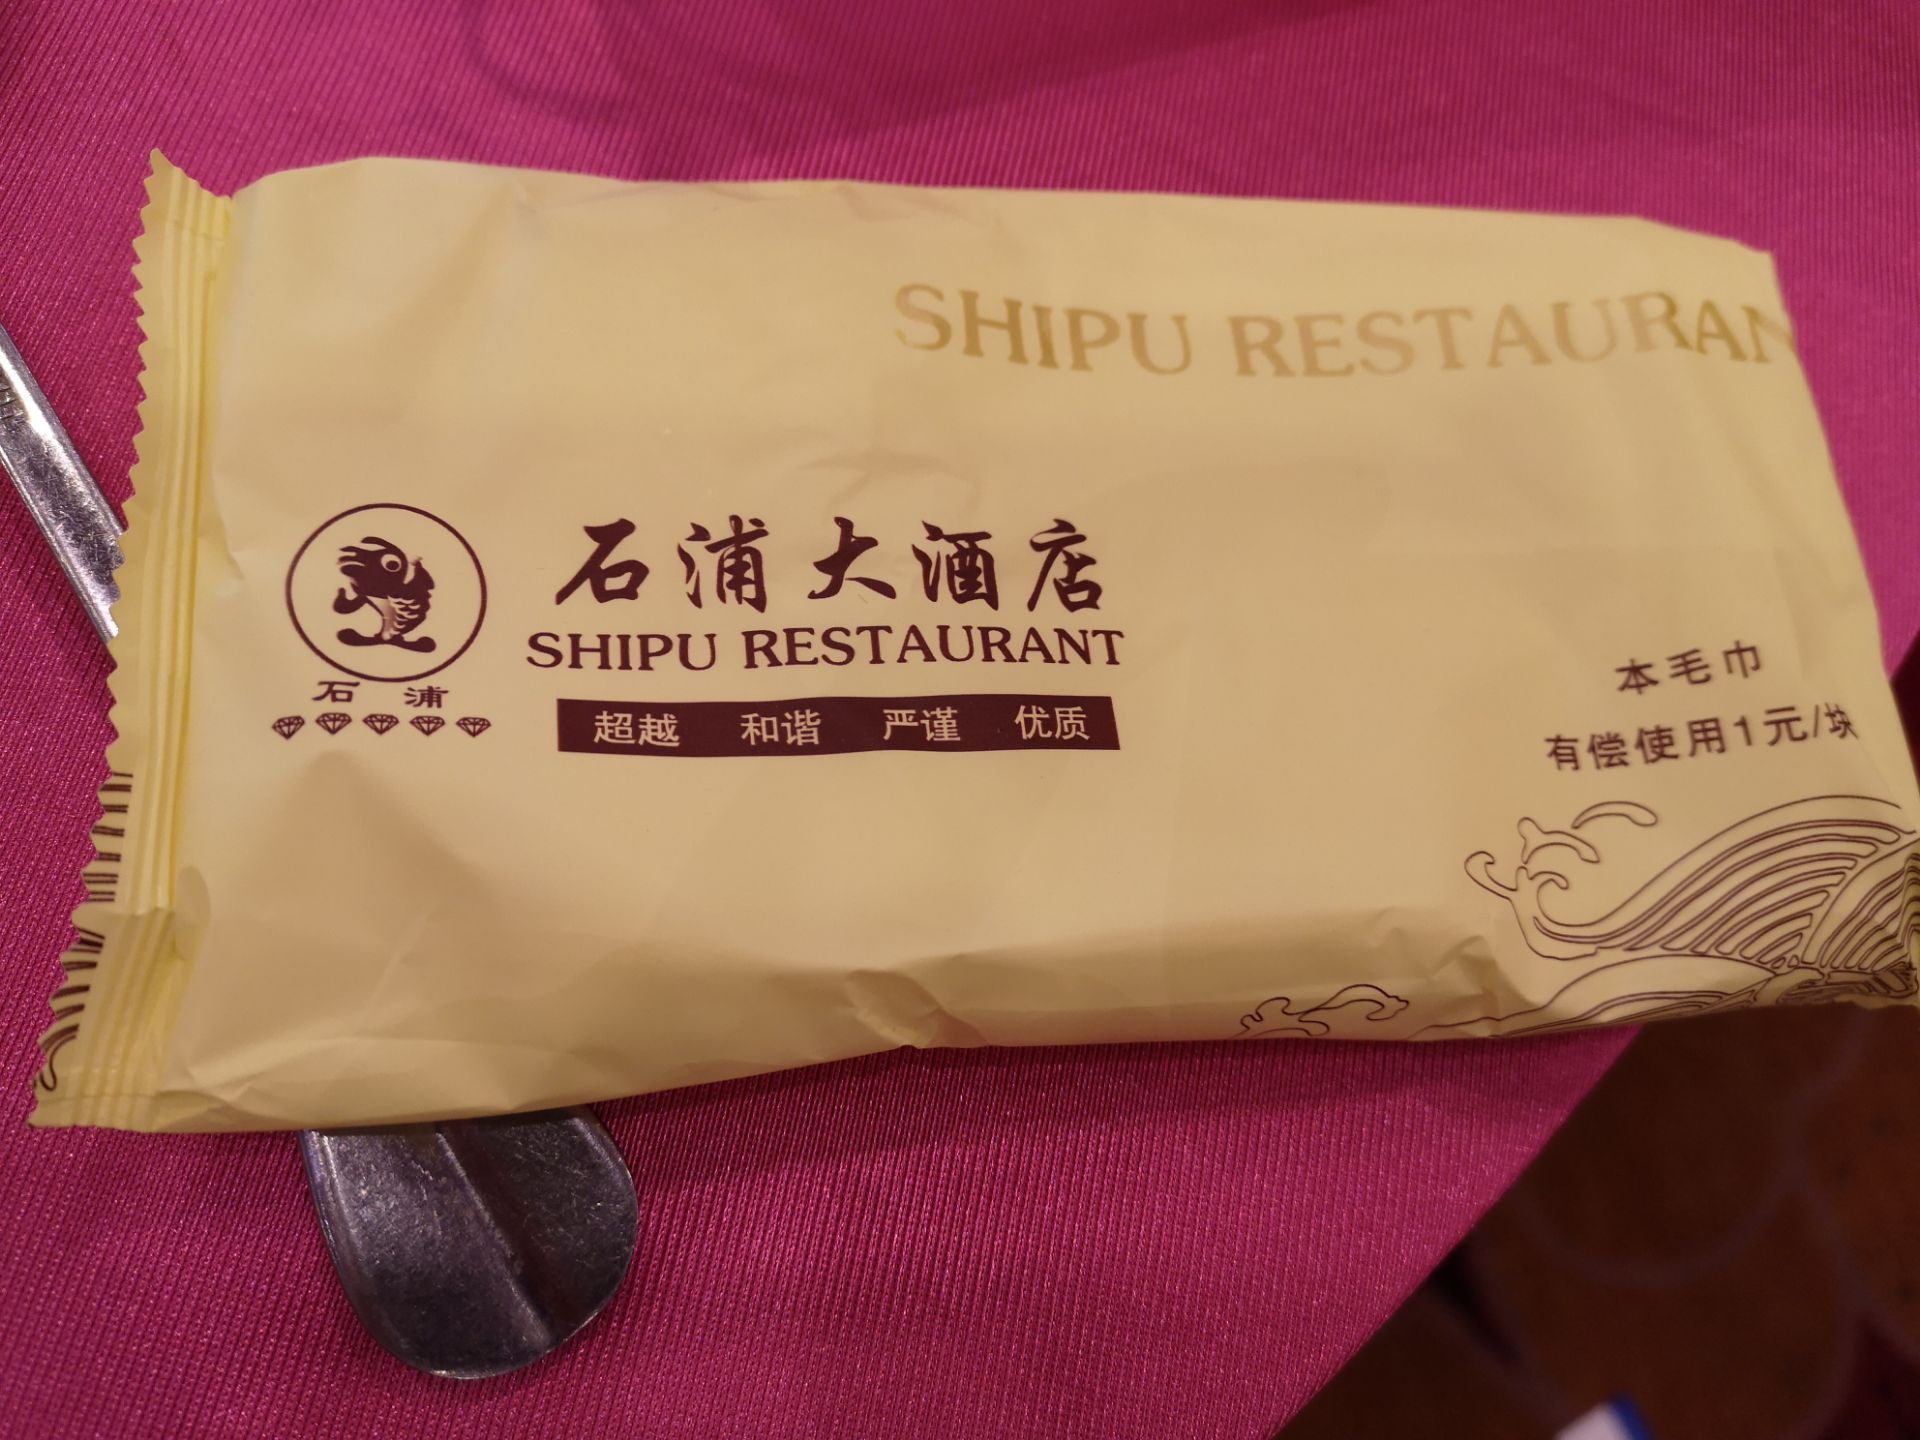 SHIPU RESTAURAN
石浦大酒店
SHIPU RESTAURANT
石浦
超越 和谐 严谨 优质
本毛巾
有偿使用1元/块